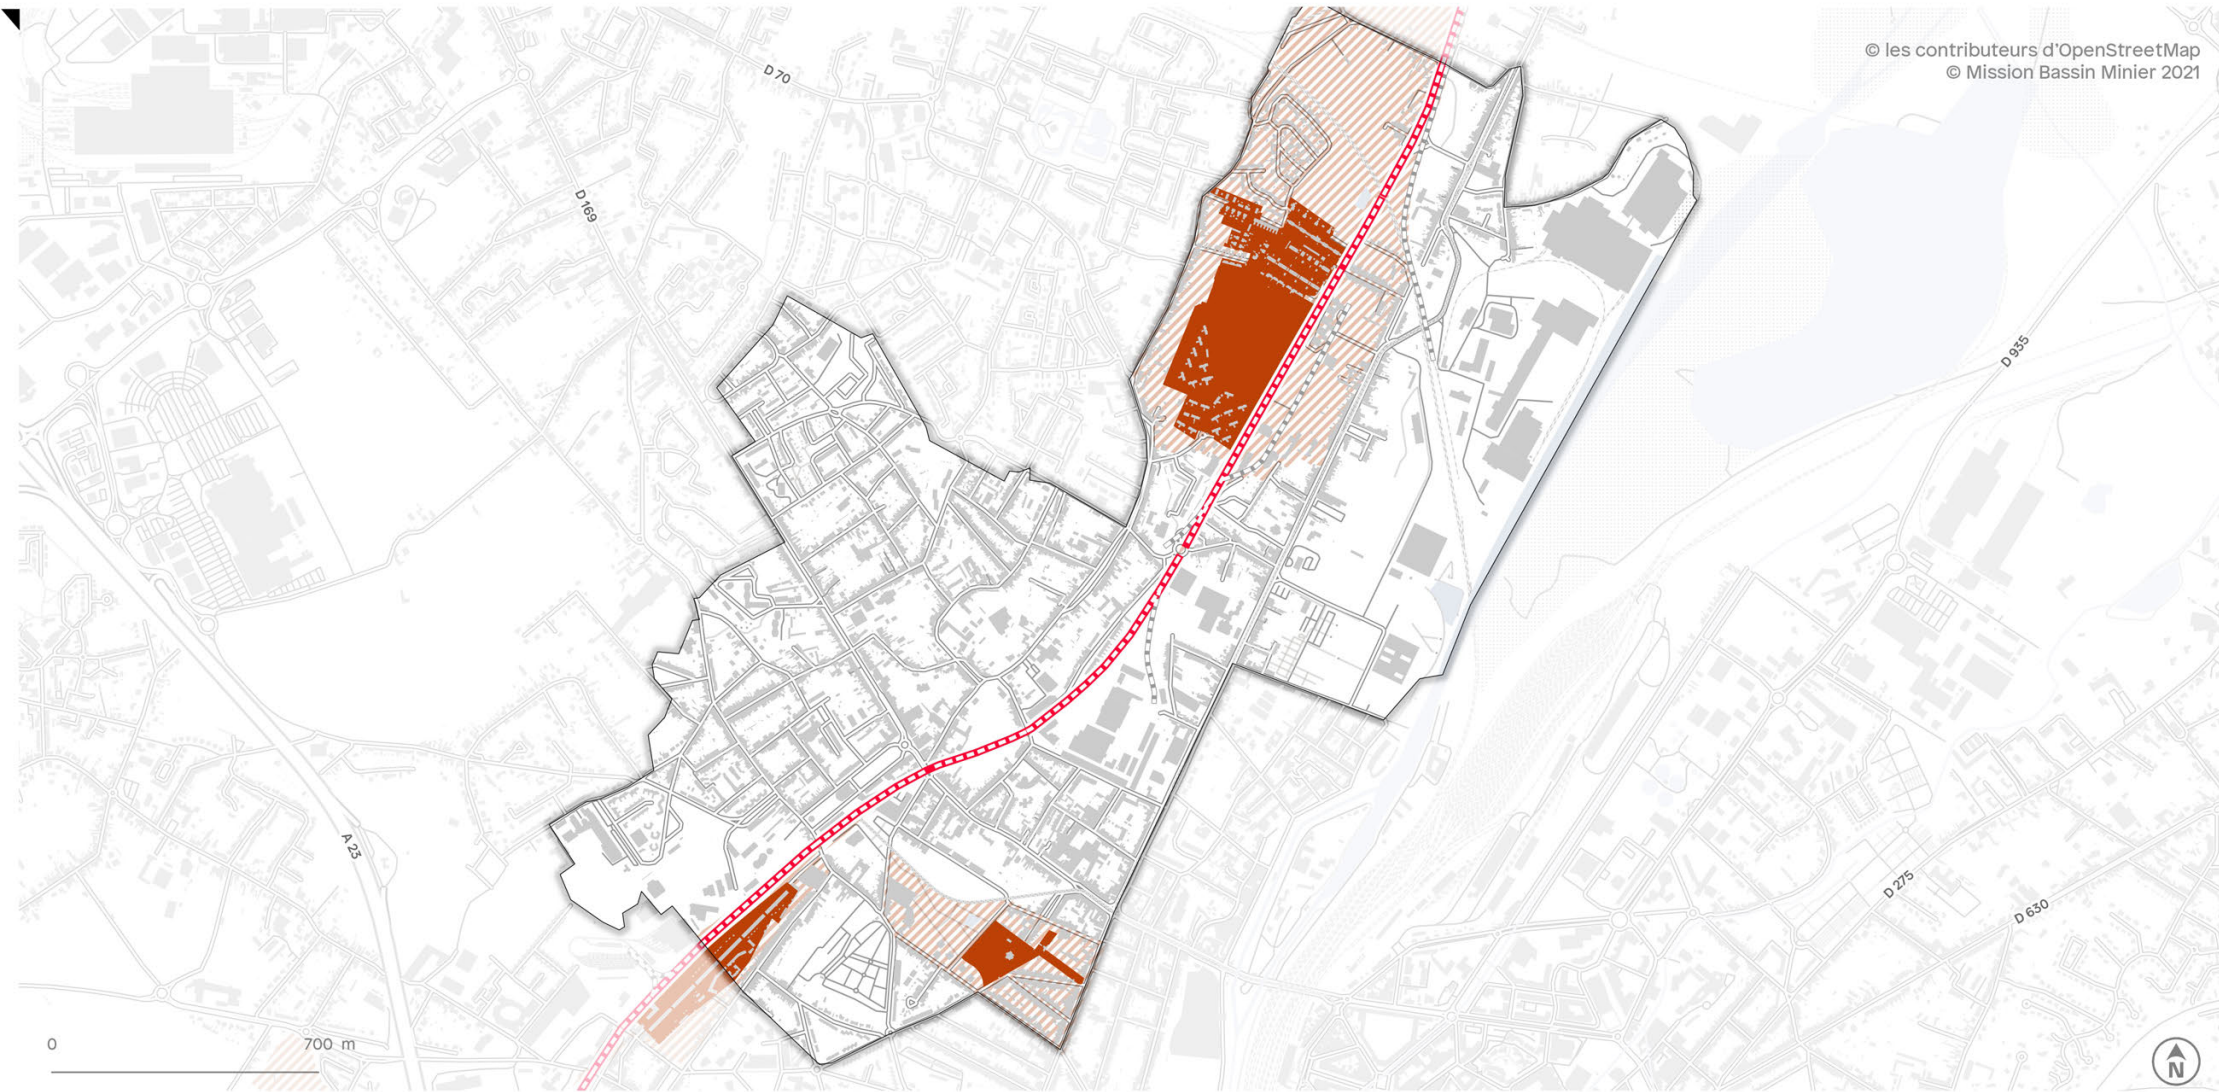 © les contributeurs d'OpenStreetMap
© Mission Bassin Minier 2021
D 70
D 169
D 935
A 23
D 275
D 630
0 700 m
N